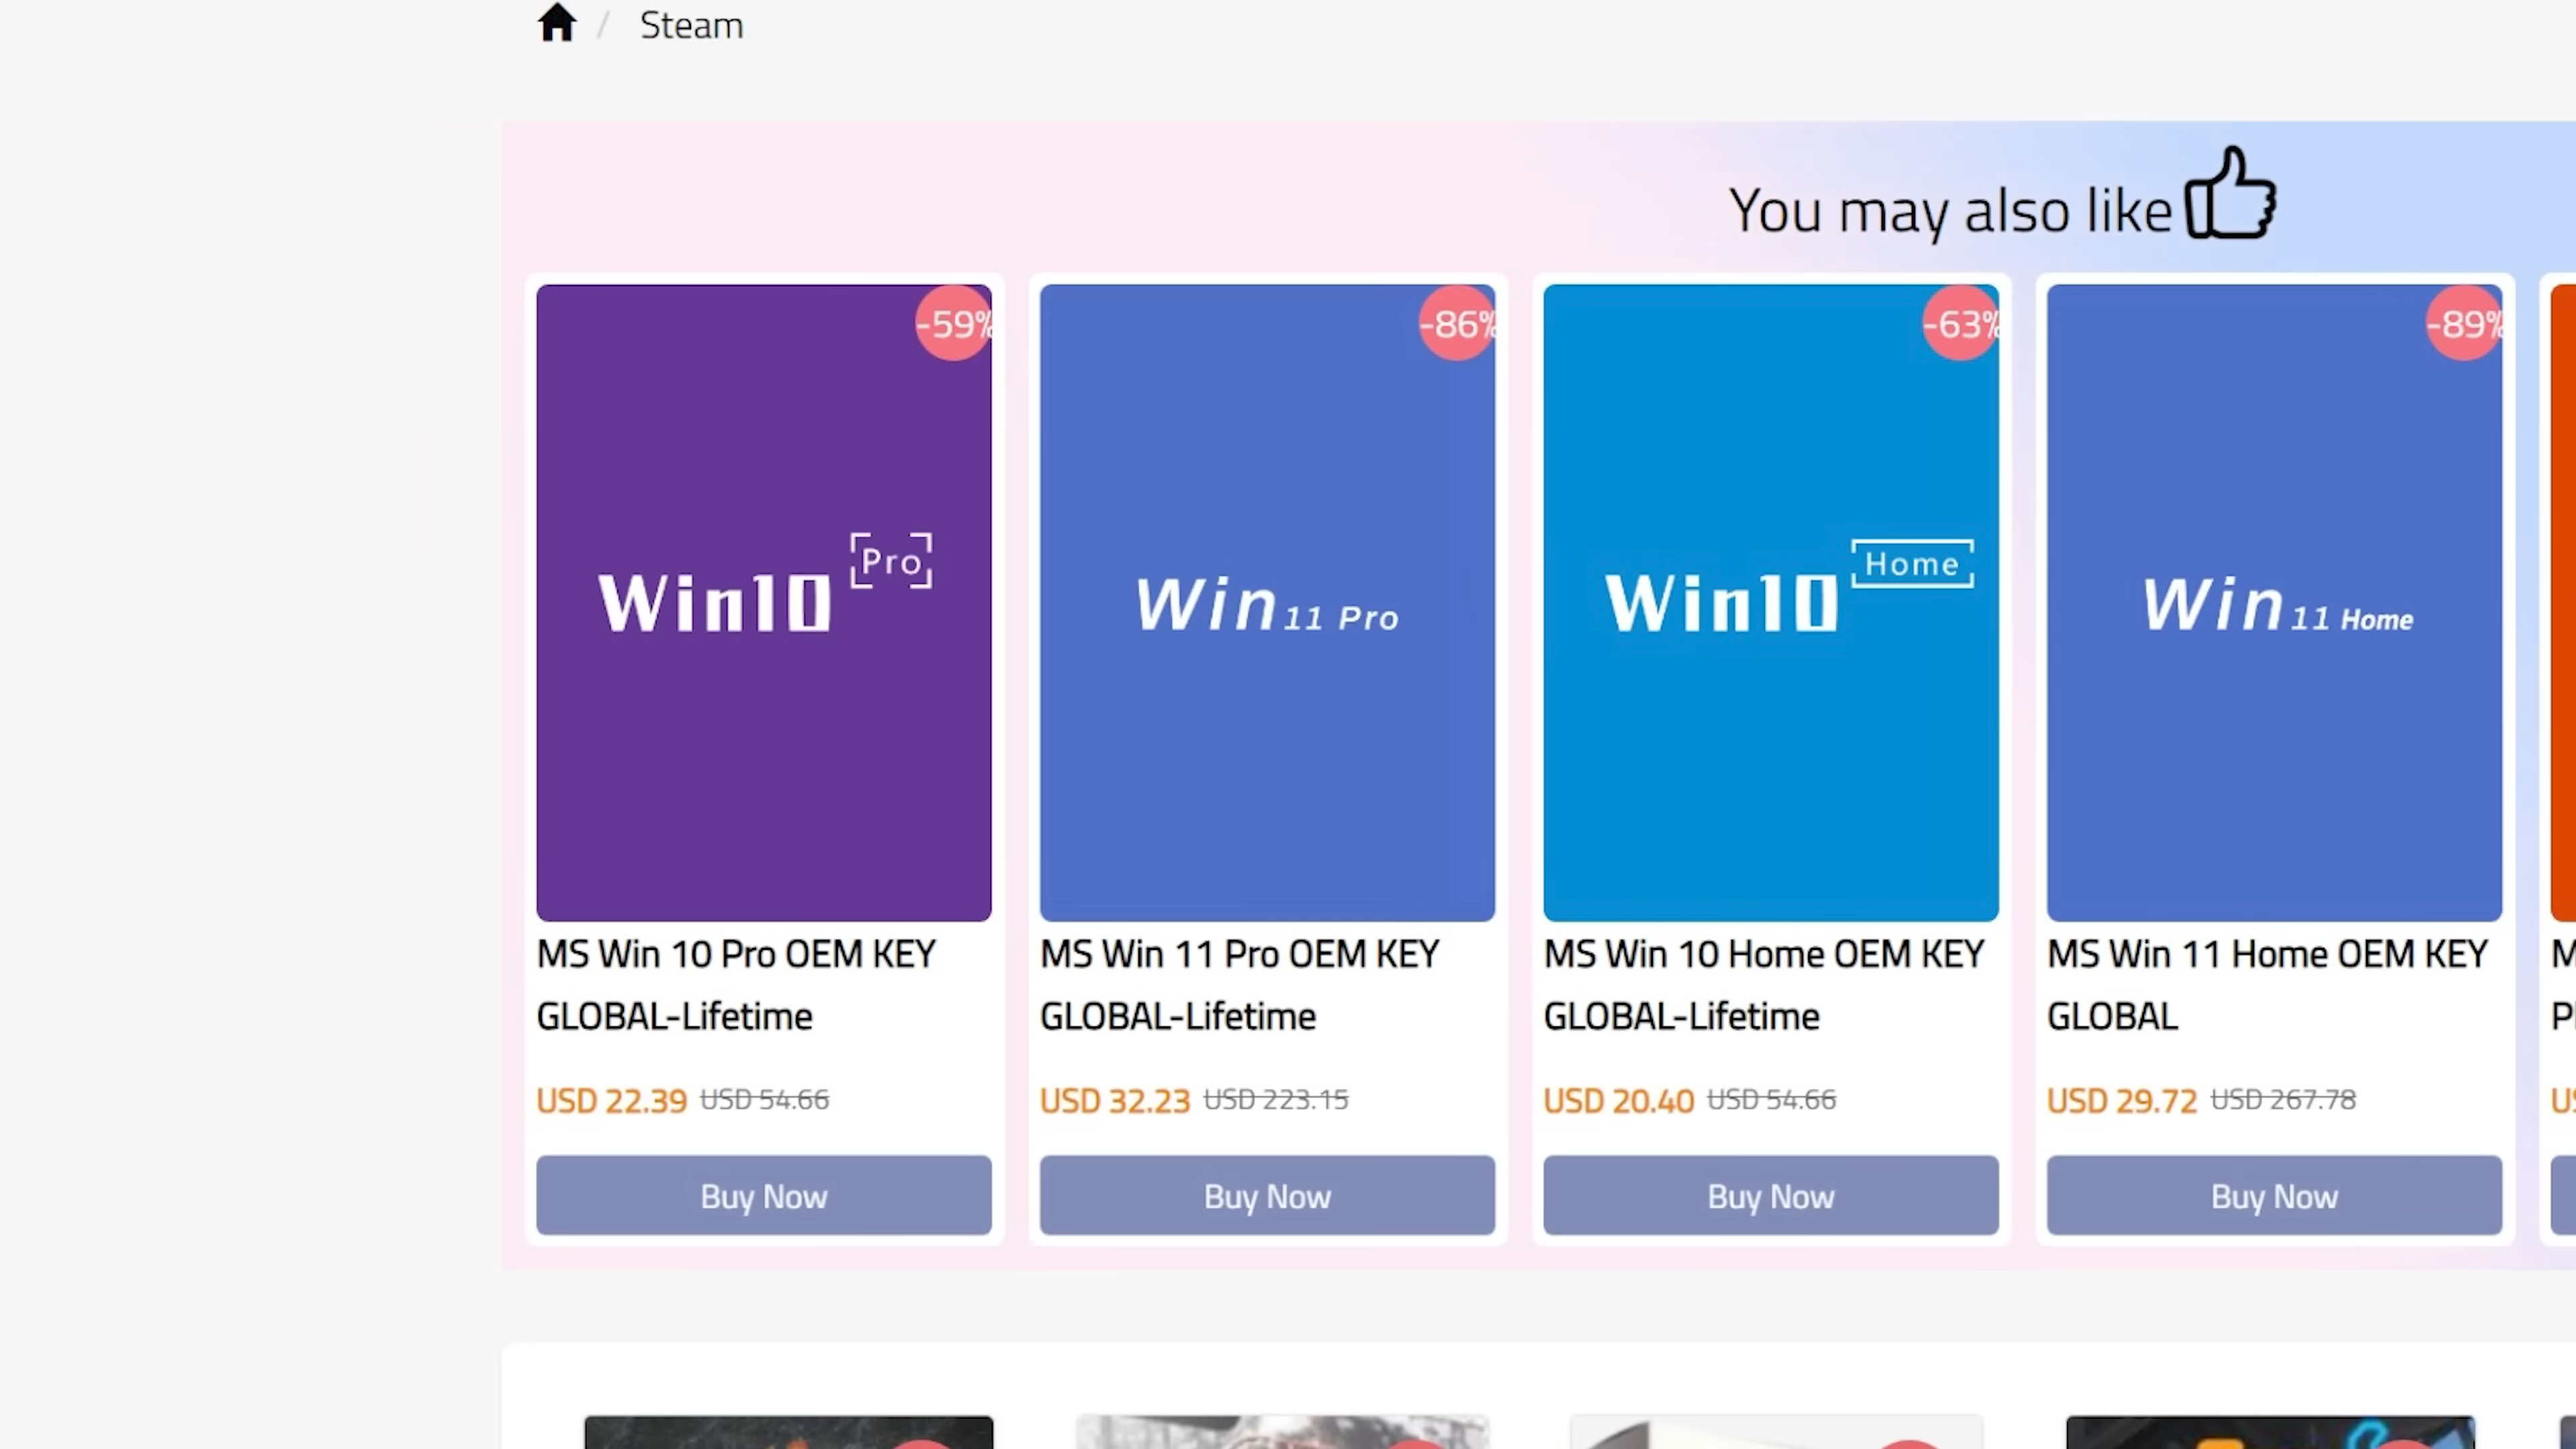 / Steam
You may also like
-59%
-86%
-63%
-89%
Win10 Pro
Win 11 Pro
Win10 Home
Win 11 Home
MS Win 10 Pro OEM KEY
GLOBAL-Lifetime
MS Win 11 Pro OEM KEY
GLOBAL-Lifetime
MS Win 10 Home OEM KEY
GLOBAL-Lifetime
MS Win 11 Home OEM KEY
GLOBAL
USD 22.39 USD 54.66
USD 32.23 USD 223.15
USD 20.40 USD 54.66
USD 29.72 USD 267.78
Buy Now
Buy Now
Buy Now
Buy Now